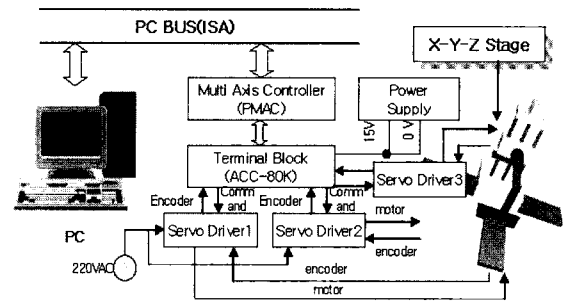 PC BUS(ISA)
X-Y-Z Stage
Multi Axis Controller
(PMAC)
Power
Supply
15V
0 V
Terminal Block
(ACC-80K)
Servo Driver3
Encoder
Comm
and
Encoder
Comm
and
motor
PC
Servo Driver1
Servo Driver2
encoder
220VAC
encoder
motor